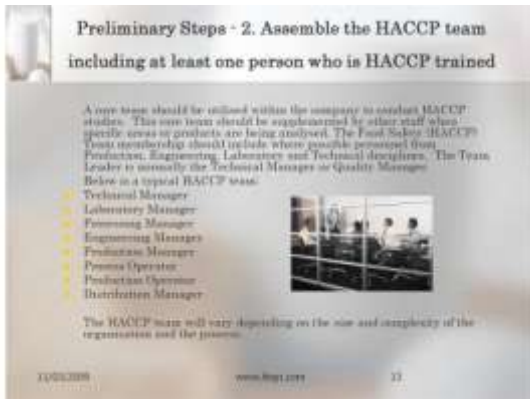 Preliminary Steps - 2. Assemble the HACCP team
including at least one person who is HACCP trained
A core team should be utilised within the company to conduct HACCP
studies. This core team should be supplemented by other staff when
specific areas or products are being analysed. The Food Safety (HACCP)
Team membership should include where possible personnel from
Production, Engineering, Laboratory and Technical disciplines. The Team
Leader is normally the Technical Manager or Quality Manager
Below is a typical HACCP team:
Technical Manager
Laboratory Manager
Processing Manager
Engineering Manager
Production Manager
Process Operator
Production Operator
Distribution Manager
The HACCP team will vary depending on the size and complexity of the
organisation and the process.
13